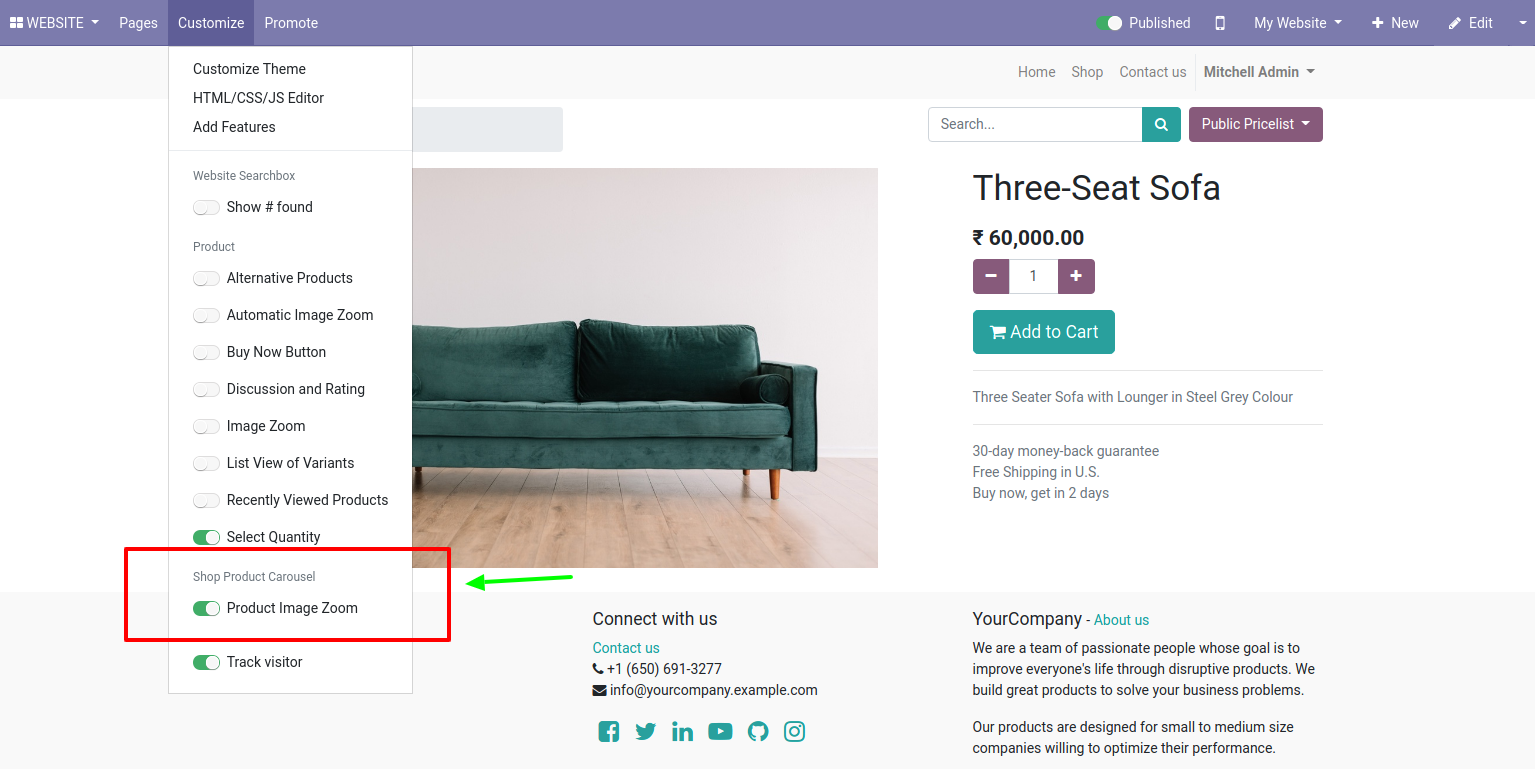 WEBSITE Pages Customize Promote Published My Website New Edit
Customize Theme
HTML/CSS/JS Editor
Add Features
Website Searchbox
Show # found
Product
Alternative Products
Automatic Image Zoom
Buy Now Button
Discussion and Rating
Image Zoom
List View of Variants
Recently Viewed Products
Select Quantity
Shop Product Carousel
Product Image Zoom
Track visitor
Home Shop Contact us Mitchell Admin
Search... Public Pricelist
Three-Seat Sofa
₹ 60,000.00
1
Add to Cart
Three Seater Sofa with Lounger in Steel Grey Colour
30-day money-back guarantee
Free Shipping in U.S.
Buy now, get in 2 days
Connect with us
Contact us
+1 (650) 691-3277
info@yourcompany.example.com
YourCompany - About us
We are a team of passionate people whose goal is to
improve everyone's life through disruptive products. We
build great products to solve your business problems.
Our products are designed for small to medium size
companies willing to optimize their performance.